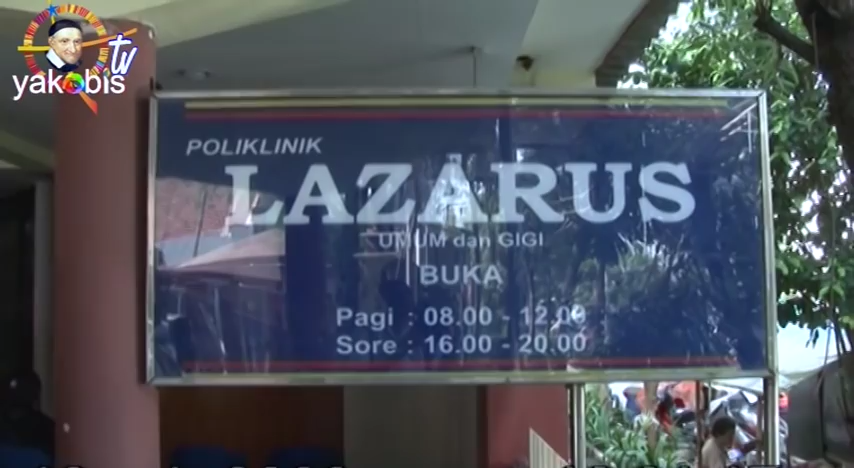 tv
yakobis
POLIKLINIK
LAZARUS
UMUM dan GIGI
BUKA
Pagi : 08.00 - 12.00
Sore : 16.00 - 20.00